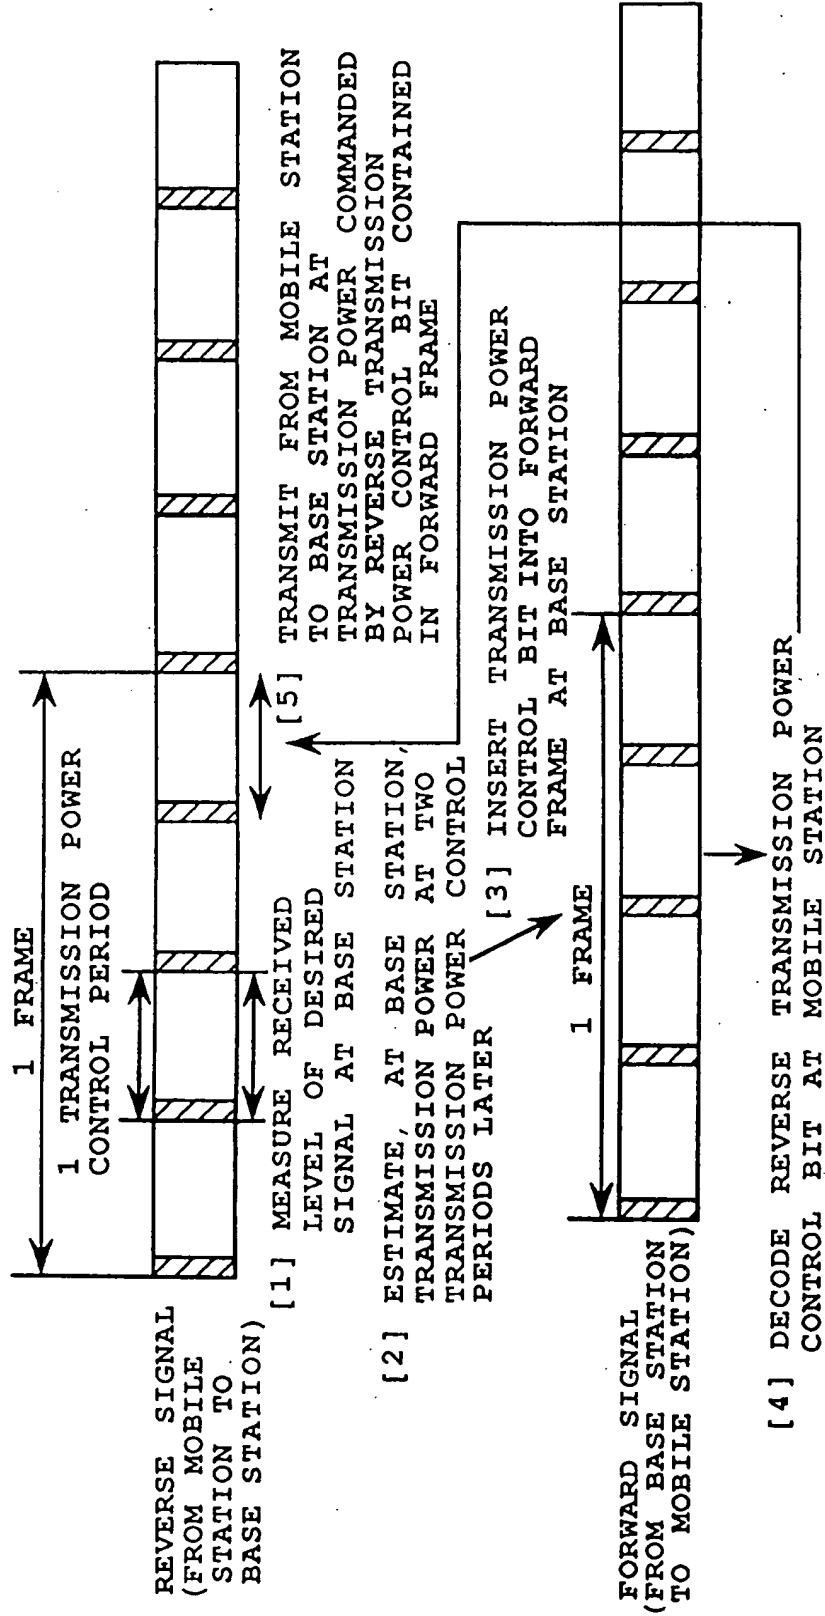 1 FRAME
1 TRANSMISSION POWER
CONTROL PERIOD
REVERSE SIGNAL
(FROM MOBILE
STATION TO
BASE STATION)
[1] MEASURE RECEIVED
LEVEL OF DESIRED
SIGNAL AT BASE STATION
[2] ESTIMATE, AT BASE STATION,
TRANSMISSION POWER AT TWO
TRANSMISSION POWER CONTROL
PERIODS LATER
[5] TRANSMIT FROM MOBILE STATION
TO BASE STATION AT
TRANSMISSION POWER COMMANDED
BY REVERSE TRANSMISSION
POWER CONTROL BIT CONTAINED
IN FORWARD FRAME
[3] INSERT TRANSMISSION POWER
CONTROL BIT INTO FORWARD
FRAME AT BASE STATION
1 FRAME
FORWARD SIGNAL
(FROM BASE STATION
TO MOBILE STATION)
[4] DECODE REVERSE TRANSMISSION POWER
CONTROL BIT AT MOBILE STATION